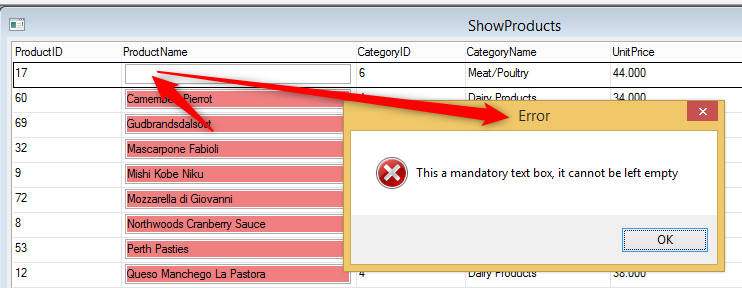 ShowProducts
ProductID ProductName CategoryID CategoryName UnitPrice
17 6 Meat/Poultry 44.000
60 Camembert Pierrot 4 Dairy Products 34.000
69 Gudbrandsdalsost
32 Mascarpone Fabioli
9 Mishi Kobe Niku
72 Mozzarella di Giovanni
8 Northwoods Cranberry Sauce
53 Perth Pasties
12 Queso Manchego La Pastora 4 Dairy Products 38.000
Error
This a mandatory text box, it cannot be left empty
OK